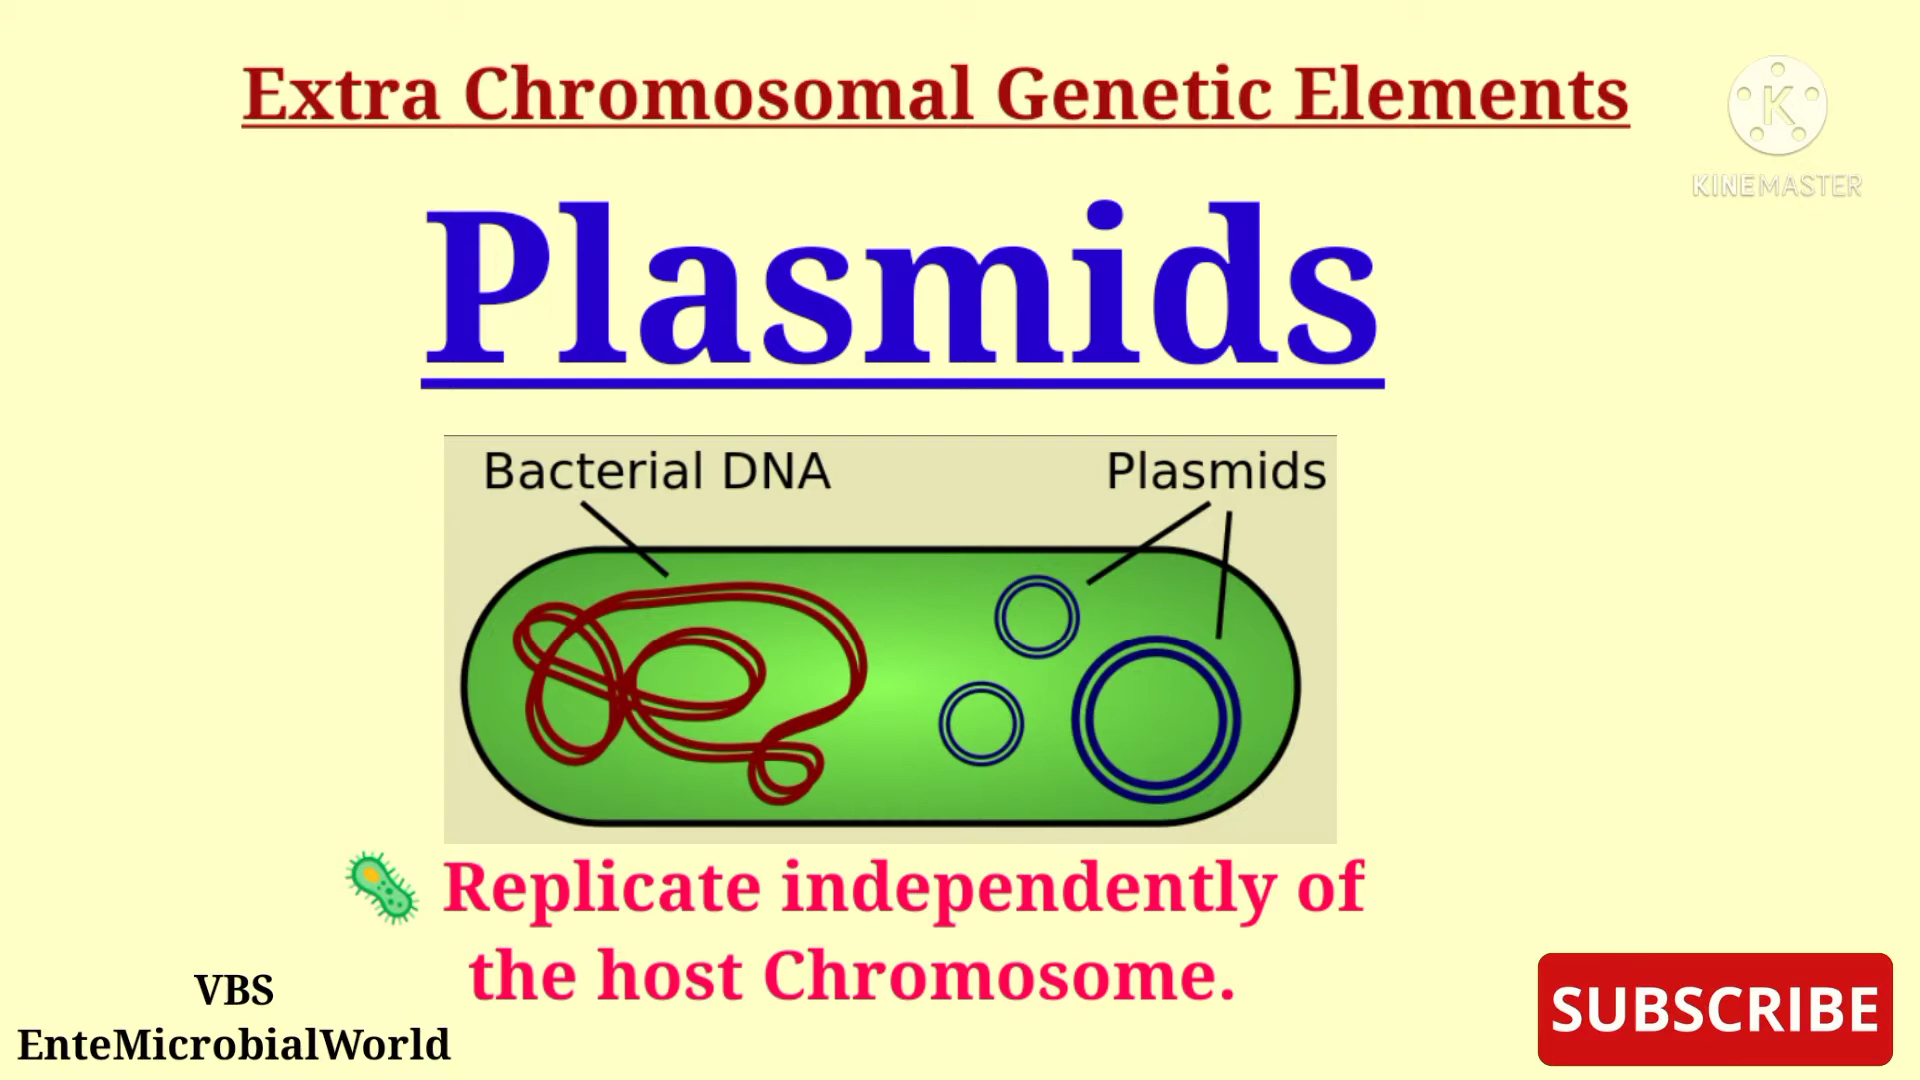 Extra Chromosomal Genetic Elements
K
KINEMASTER
Plasmids
Bacterial DNA
Plasmids
Replicate independently of
the host Chromosome.
VBS
EnteMicrobialWorld
SUBSCRIBE